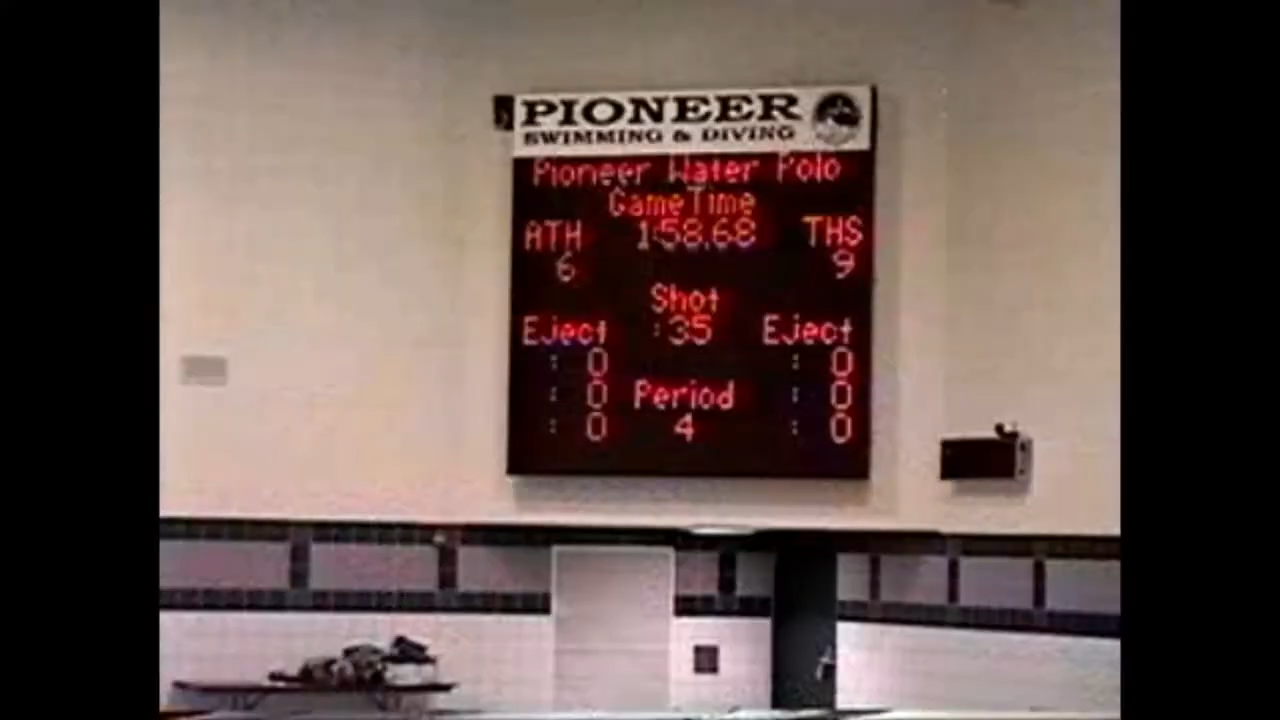 PIONEER
SWIMMING & DIVING
Pioneer Water Polo
GameTime
ATH 1:58.68 THS
6 9
Shot
Eject :35 Eject
: 0 : 0
: 0 Period : 0
: 0 4 : 0